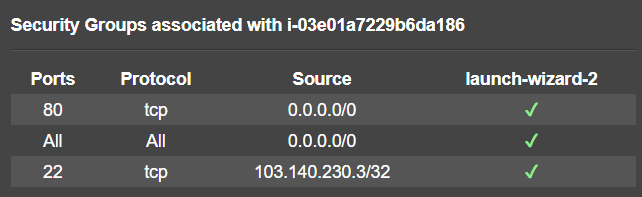 Security Groups associated with i-03e01a7229b6da186
Ports Protocol Source launch-wizard-2
80 tcp 0.0.0.0/0 ✓
All All 0.0.0.0/0 ✓
22 tcp 103.140.230.3/32 ✓